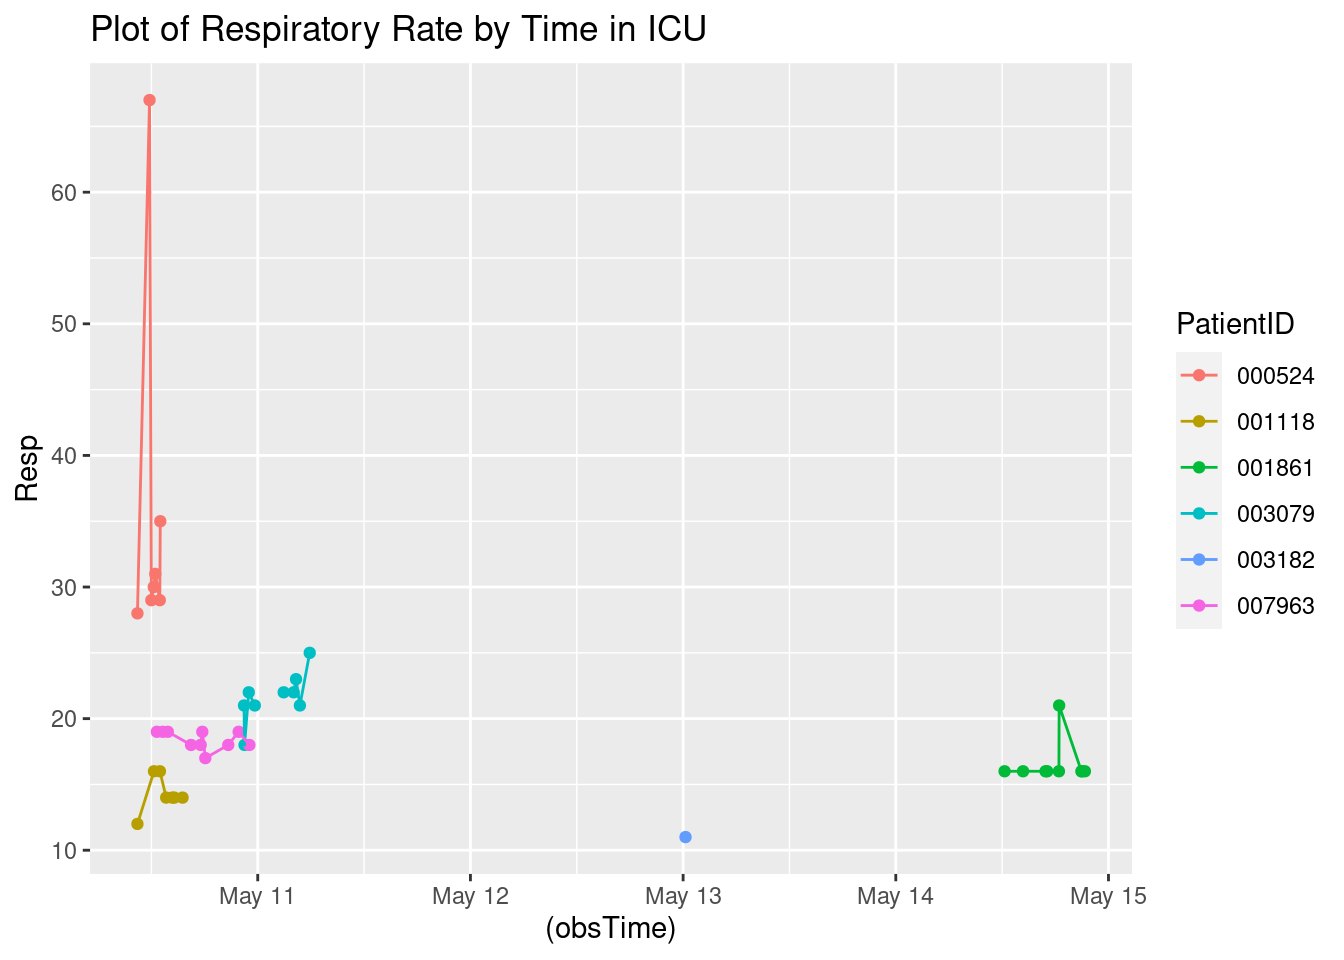 Plot of Respiratory Rate by Time in ICU
Resp
60
50
40
30
20
10
May 11
May 12
May 13
May 14
May 15
(obsTime)
PatientID
000524
001118
001861
003079
003182
007963